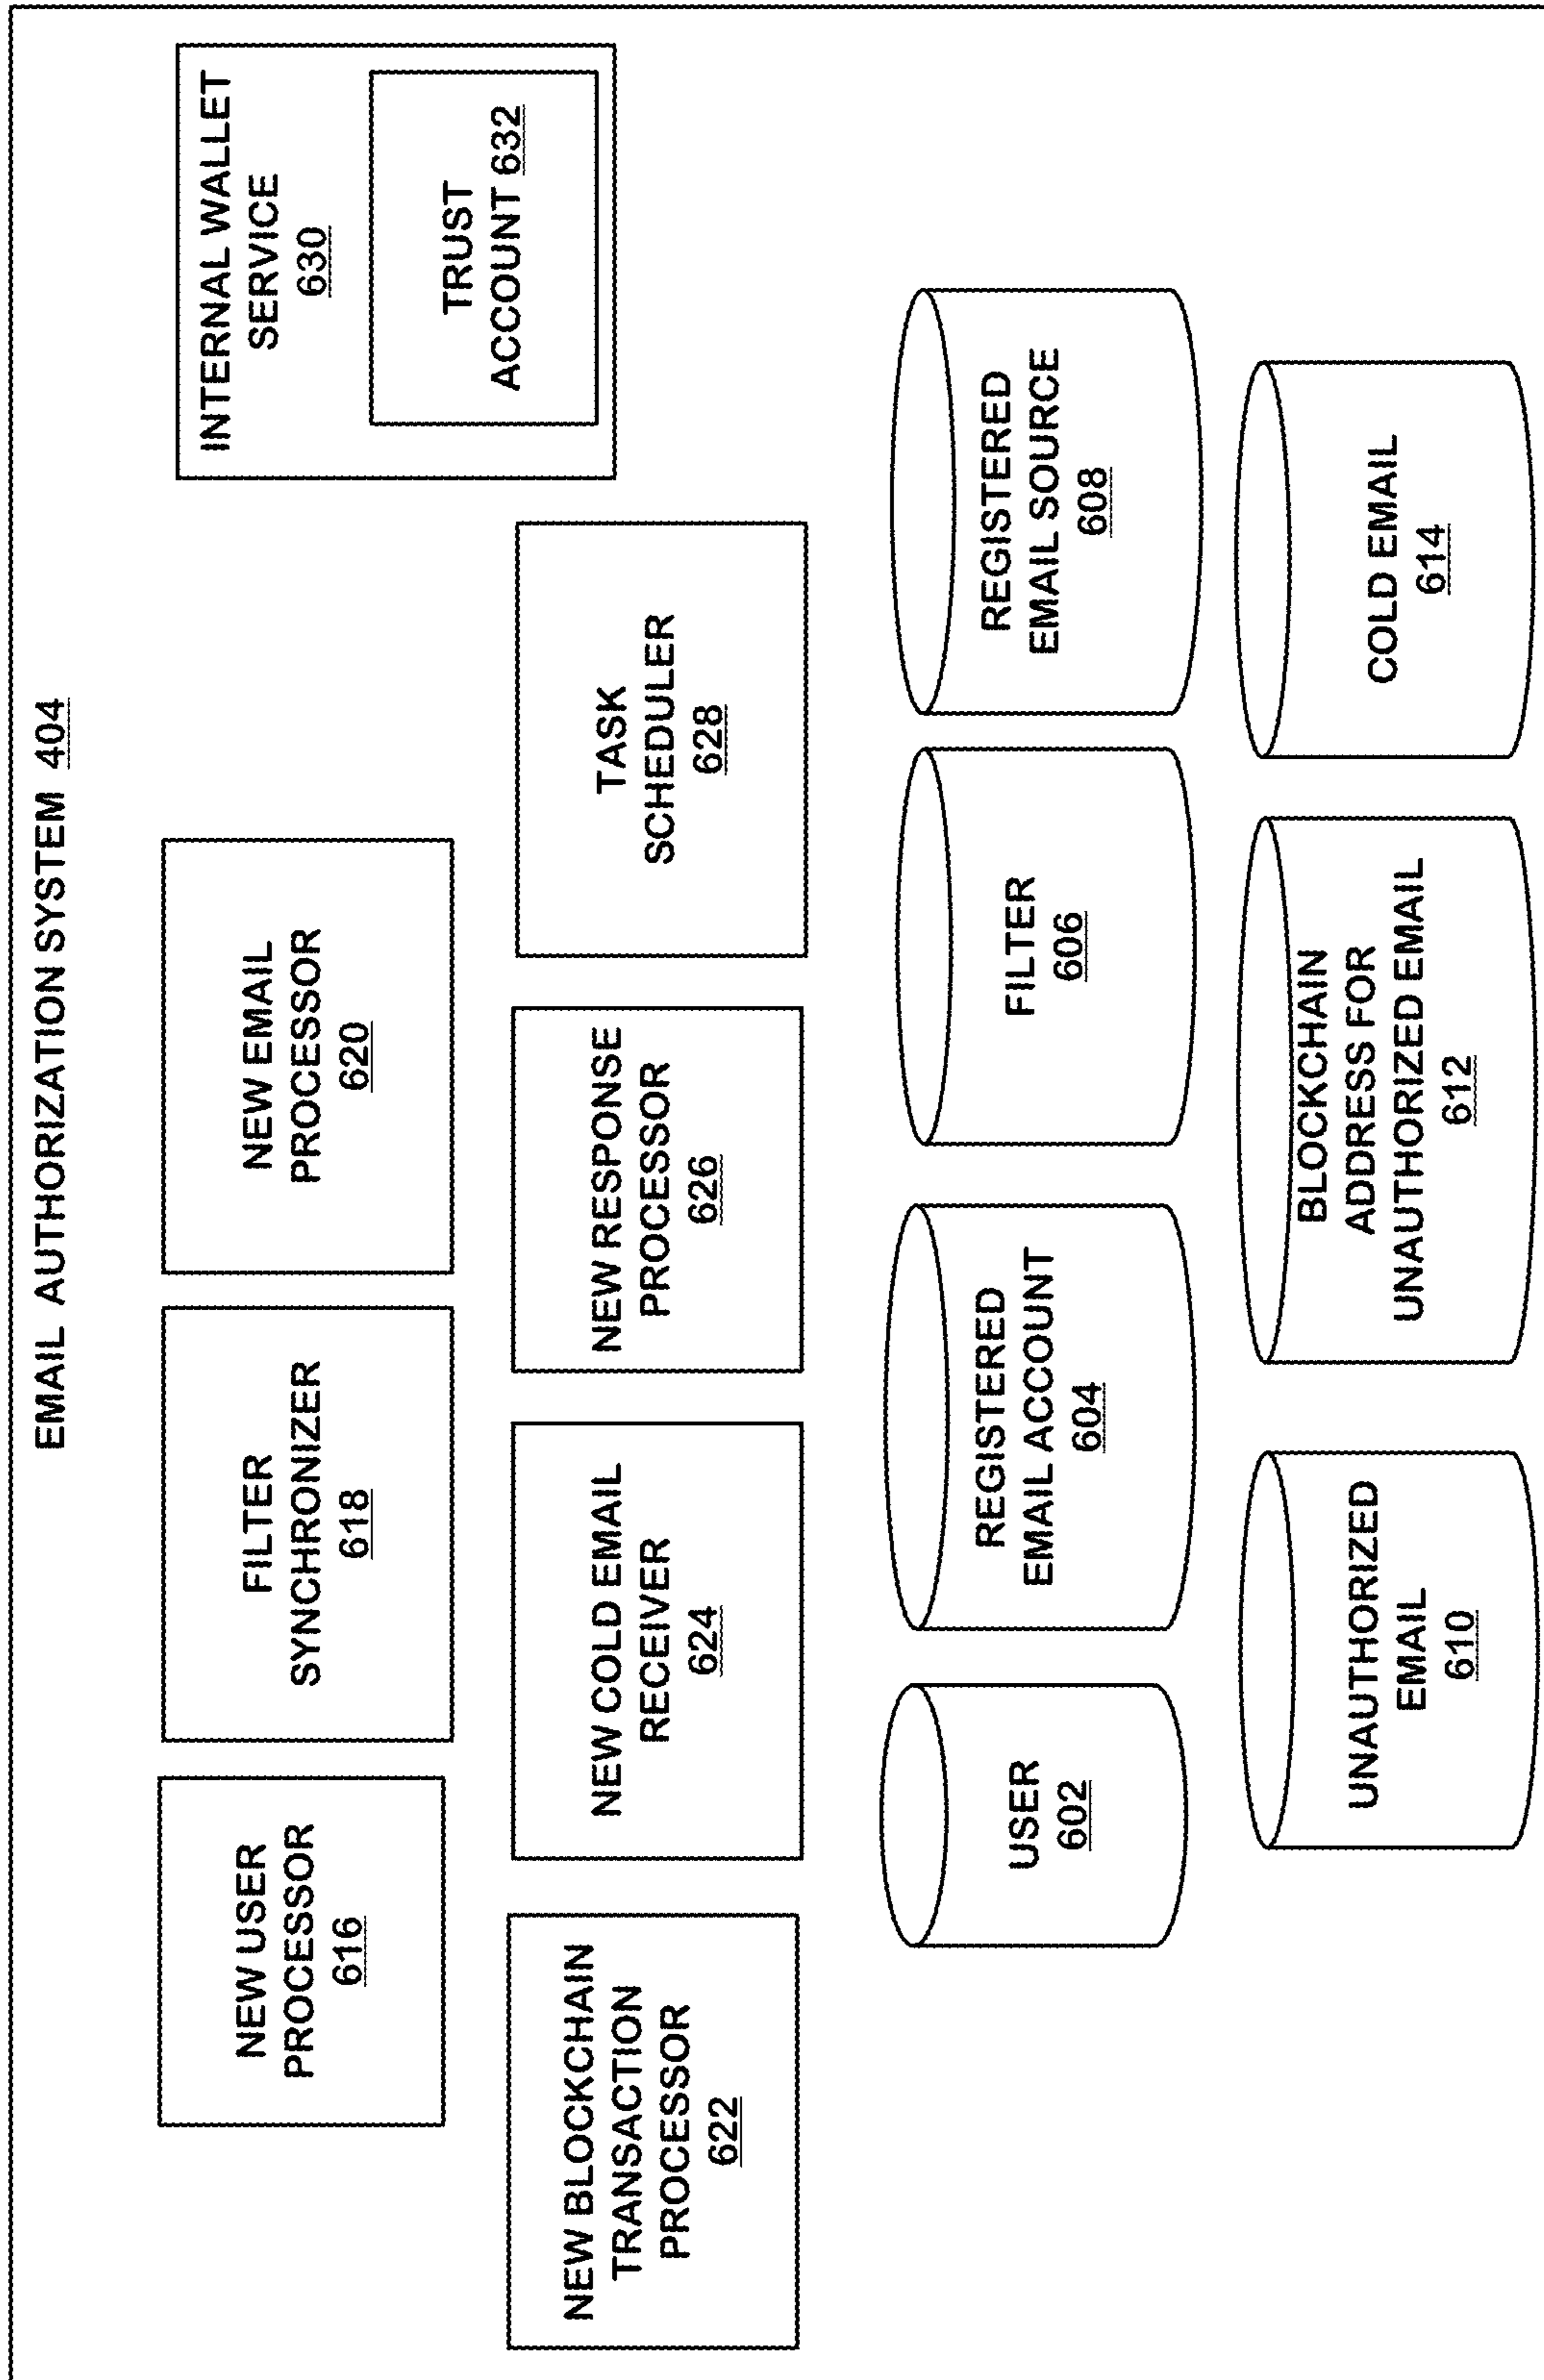 EMAIL AUTHORIZATION SYSTEM 404
NEW USER
PROCESSOR
616
FILTER
SYNCHRONIZER
618
NEW EMAIL
PROCESSOR
620
INTERNAL WALLET
SERVICE
630
TRUST
ACCOUNT 632
NEW BLOCKCHAIN
TRANSACTION
PROCESSOR
622
NEW COLD EMAIL
RECEIVER
624
NEW RESPONSE
PROCESSOR
626
TASK
SCHEDULER
628
USER
602
REGISTERED
EMAIL ACCOUNT
604
FILTER
606
REGISTERED
EMAIL SOURCE
608
UNAUTHORIZED
EMAIL
610
BLOCKCHAIN
ADDRESS FOR
UNAUTHORIZED EMAIL
612
COLD EMAIL
614